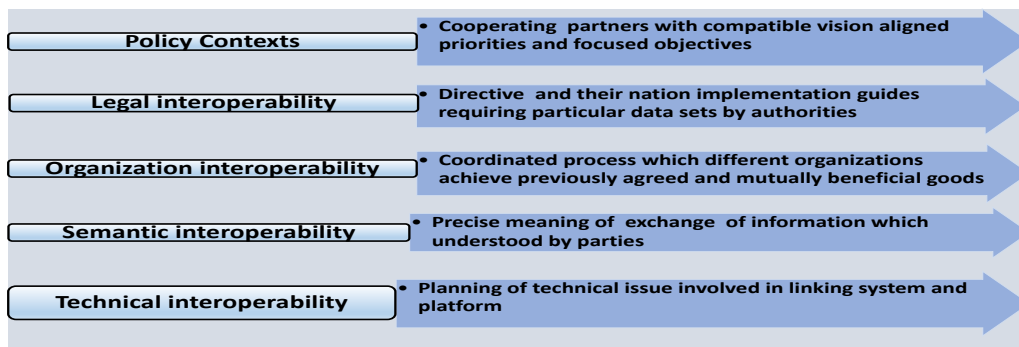 Policy Contexts
• Cooperating partners with compatible vision aligned
priorities and focused objectives
Legal interoperability
• Directive and their nation implementation guides
requiring particular data sets by authorities
Organization interoperability
• Coordinated process which different organizations
achieve previously agreed and mutually beneficial goods
Semantic interoperability
• Precise meaning of exchange of information which
understood by parties
Technical interoperability
• Planning of technical issue involved in linking system and
platform